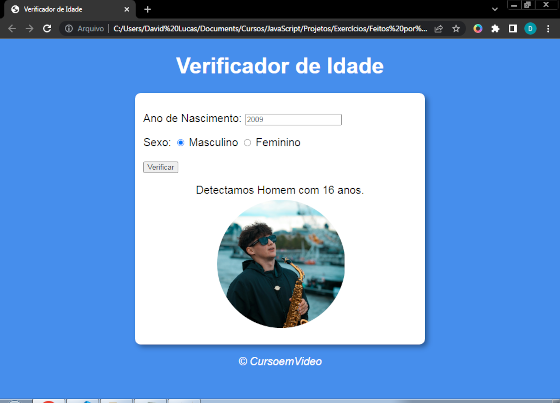 Verificador de Idade
Arquivo | C:/Users/David%20Lucas/Documents/Cursos/JavaScript/Projetos/Exercícios/Feitos%20por%...
D
Verificador de Idade
Ano de Nascimento: 2009
Sexo: Masculino Feminino
Verificar
Detectamos Homem com 16 anos.
© CursoemVideo